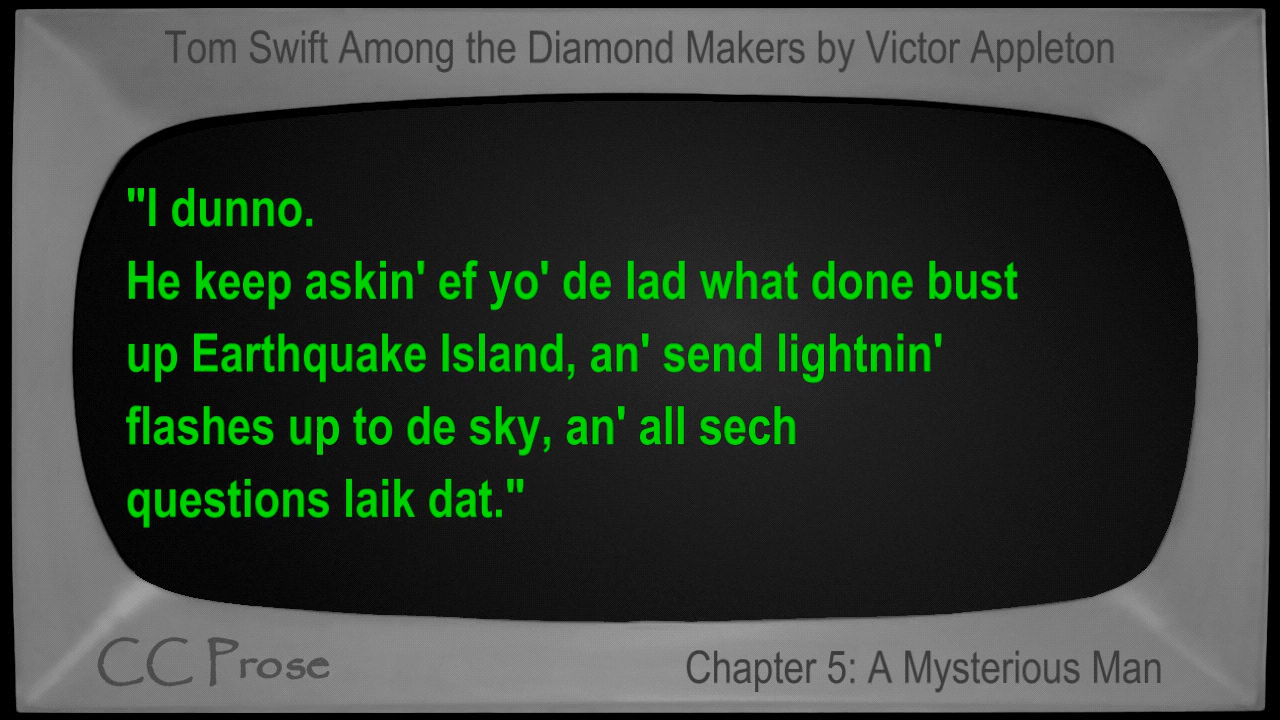 Tom Swift Among the Diamond Makers by Victor Appleton
"I dunno.
He keep askin' ef yo' de lad what done bust
up Earthquake Island, an' send lightnin'
flashes up to de sky, an' all sech
questions laik dat."
CC Prose
Chapter 5: A Mysterious Man